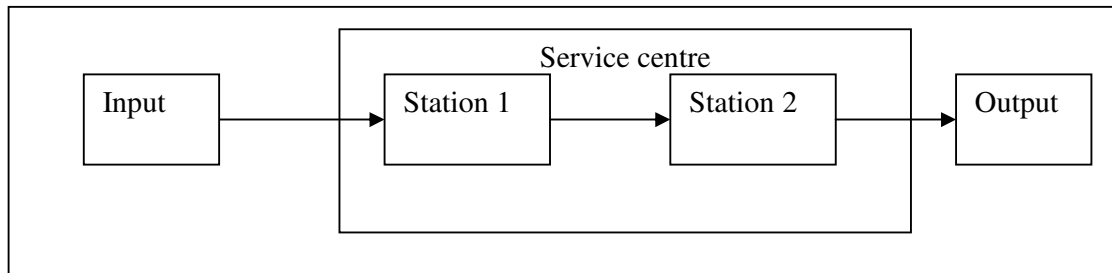 Service centre
Input
Station 1
Station 2
Output